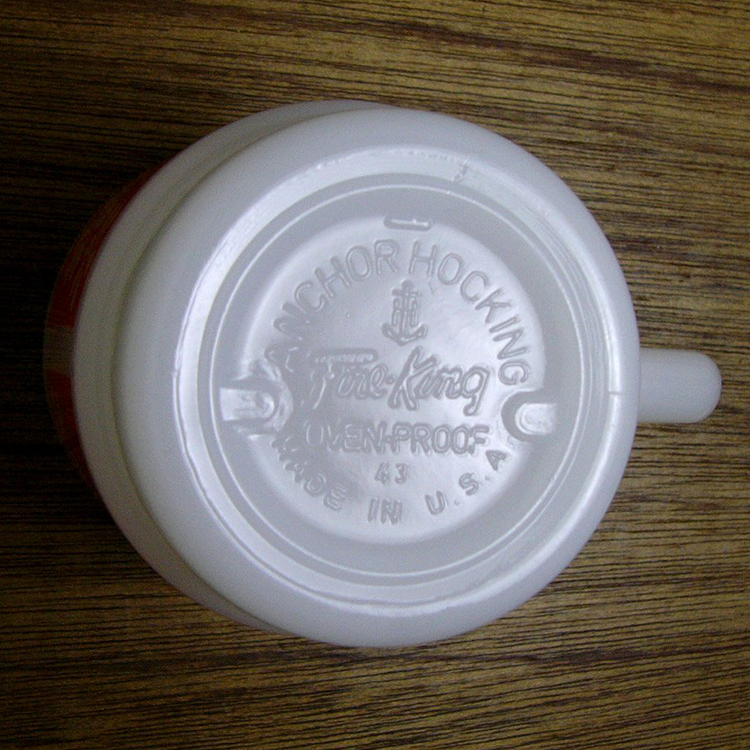 ANCHOR HOCKING
Fire-King
OVEN-PROOF
43
MADE IN U.S.A.